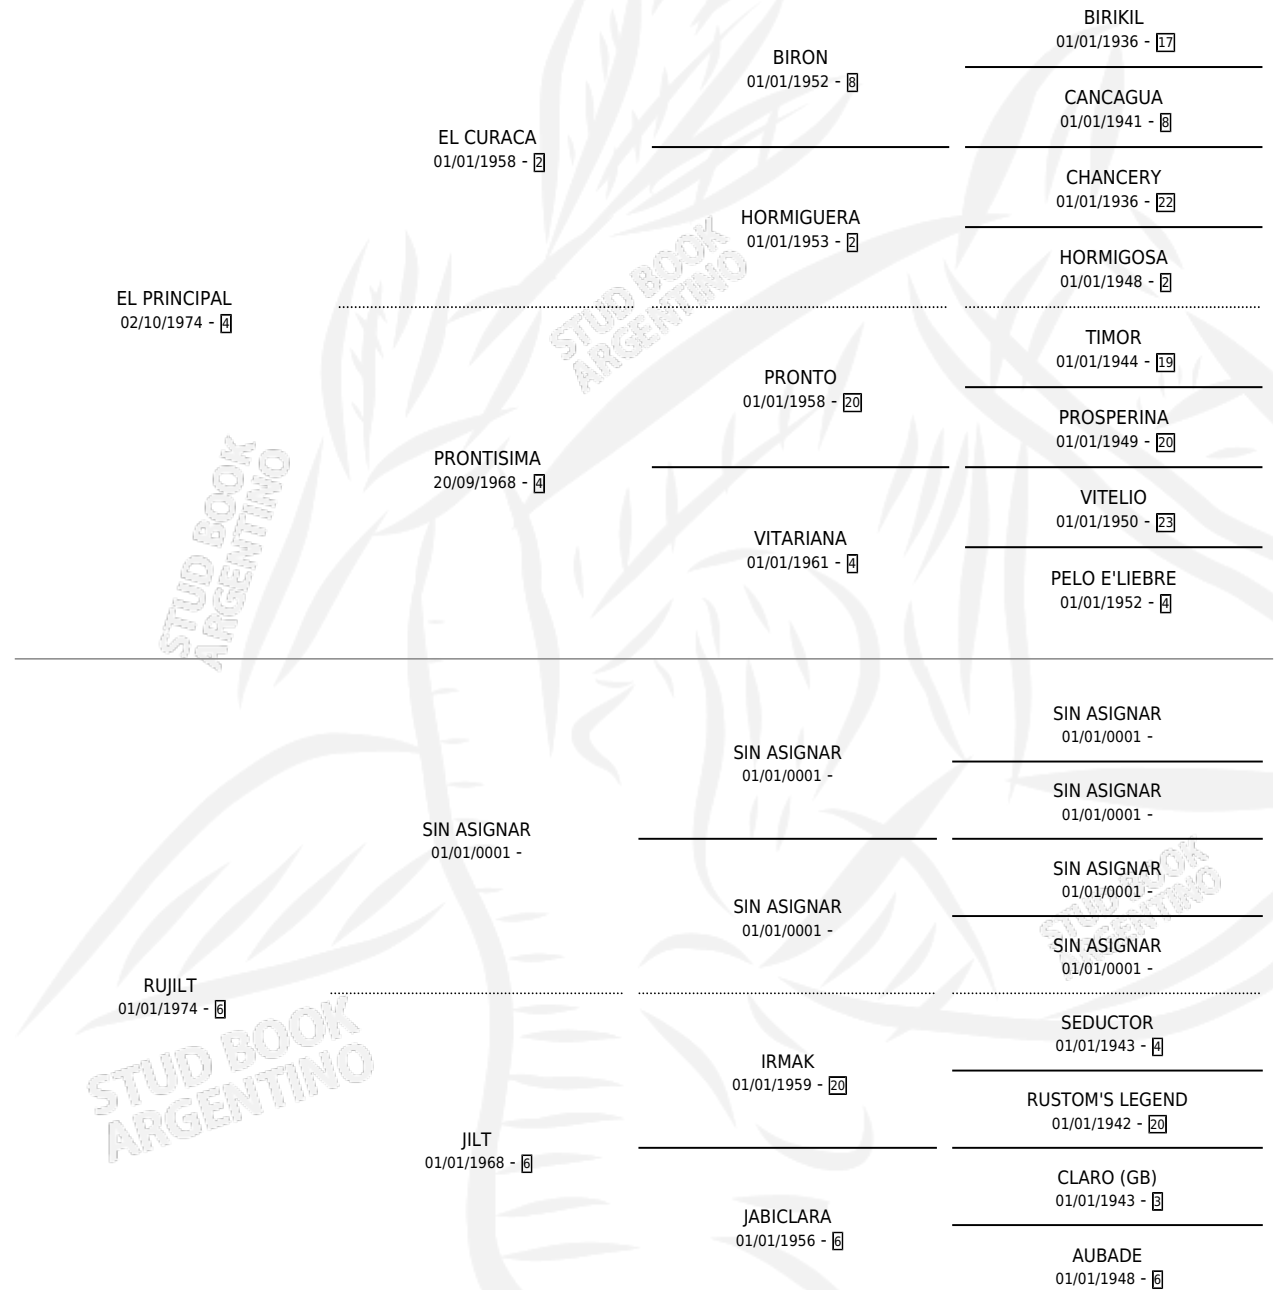 BIRIKIL
01/01/1936 - 17
BIRON
01/01/1952 - 8
CANCAGUA
01/01/1941 - 8
EL CURACA
01/01/1958 - 2
CHANCERY
01/01/1936 - 22
HORMIGUERA
01/01/1953 - 2
HORMIGOSA
01/01/1948 - 2
EL PRINCIPAL
02/10/1974 - 4
TIMOR
01/01/1944 - 19
PRONTO
01/01/1958 - 20
PROSPERINA
01/01/1949 - 20
PRONTISIMA
20/09/1968 - 4
VITELIO
01/01/1950 - 23
VITARIANA
01/01/1961 - 4
PELO E'LIEBRE
01/01/1952 - 4
STUD BOOK
ARGENTINO
STUD BOOK
ARGENTINO
SIN ASIGNAR
01/01/0001 -
SIN ASIGNAR
01/01/0001 -
SIN ASIGNAR
01/01/0001 -
SIN ASIGNAR
01/01/0001 -
SIN ASIGNAR
01/01/0001 -
SIN ASIGNAR
01/01/0001 -
SIN ASIGNAR
01/01/0001 -
RUJILT
01/01/1974 - 6
SEDUCTOR
01/01/1943 - 4
IRMAK
01/01/1959 - 20
RUSTOM'S LEGEND
01/01/1942 - 20
JILT
01/01/1968 - 6
CLARO (GB)
01/01/1943 - 3
JABICLARA
01/01/1956 - 6
AUBADE
01/01/1948 - 6
STUD BOOK
ARGENTINO
STUD BOOK
ARGENTINO